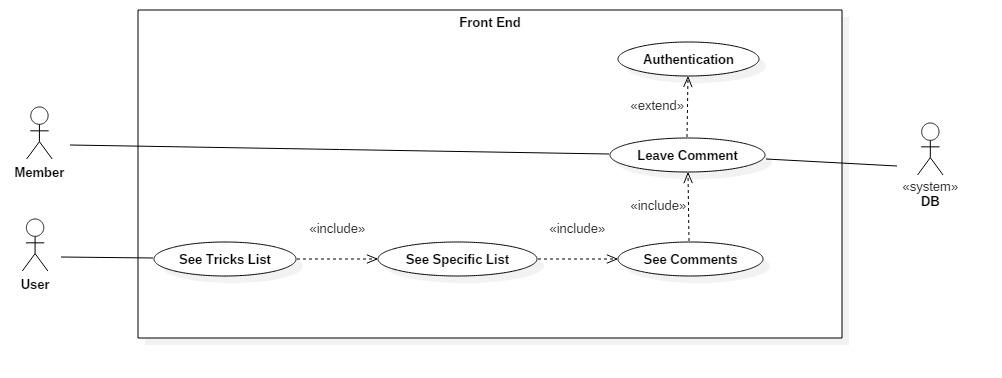 Front End
Authentication
«extend»
Member
Leave Comment
«system»
DB
«include»
«include»
«include»
User
See Tricks List
See Specific List
See Comments